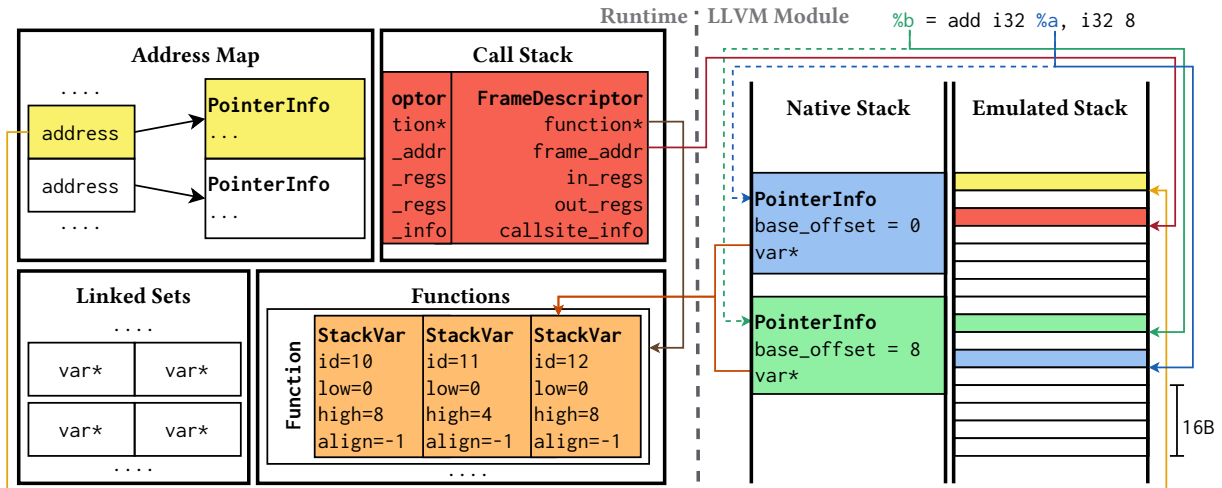 Runtime
LLVM Module
%b = add i32 %a, i32 8
Address Map
....
address
address
....
PointerInfo
...
PointerInfo
...
Call Stack
optor
tion*
_addr
_regs
_regs
_info
FrameDescriptor
function*
frame_addr
in_regs
out_regs
callsite_info
Linked Sets
....
var* var*
var* var*
....
Functions
Function
StackVar
id=10
low=0
high=8
align=-1
StackVar
id=11
low=0
high=4
align=-1
StackVar
id=12
low=0
high=8
align=-1
....
Native Stack
PointerInfo
base_offset = 0
var*
PointerInfo
base_offset = 8
var*
Emulated Stack
16B